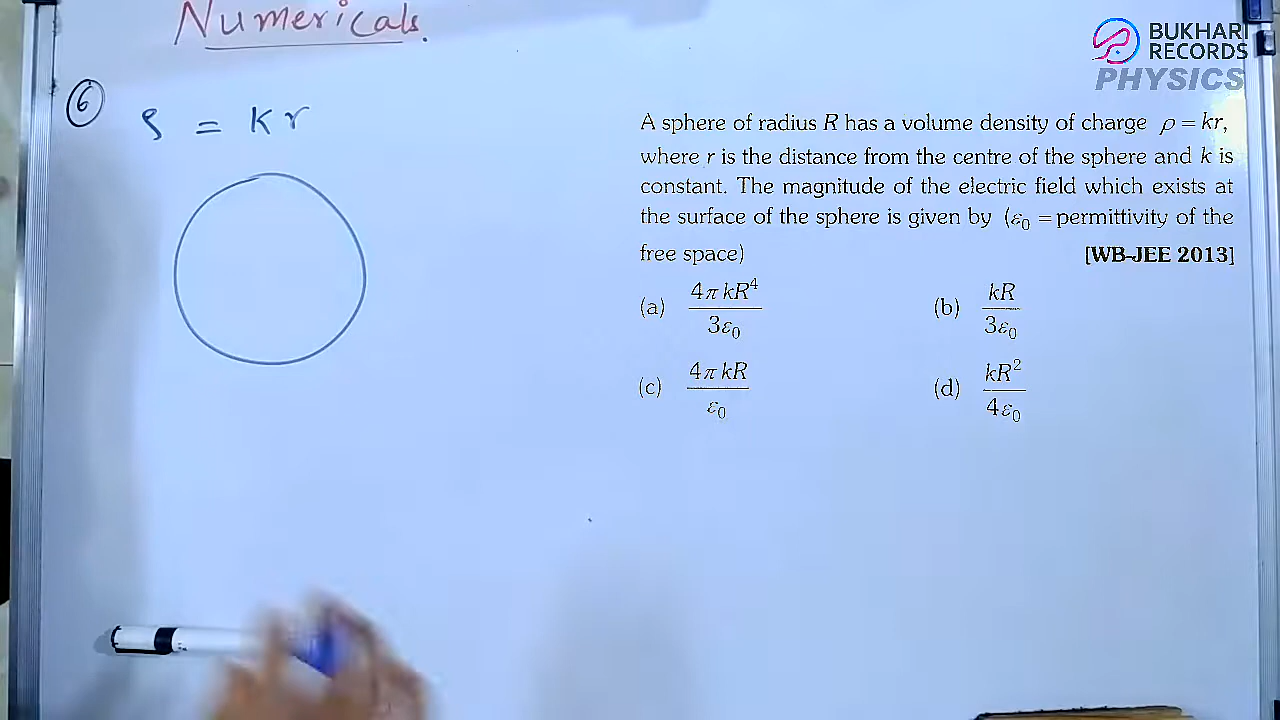 Numericals.
BUKHARI
RECORDS
PHYSICS
6
ρ = kr
A sphere of radius R has a volume density of charge ρ = kr,
where r is the distance from the centre of the sphere and k is
constant. The magnitude of the electric field which exists at
the surface of the sphere is given by (ε₀ = permittivity of the
free space) [WB-JEE 2013]
(a) 4πkR⁴/3ε₀ (b) kR/3ε₀
(c) 4πkR/ε₀ (d) kR²/4ε₀